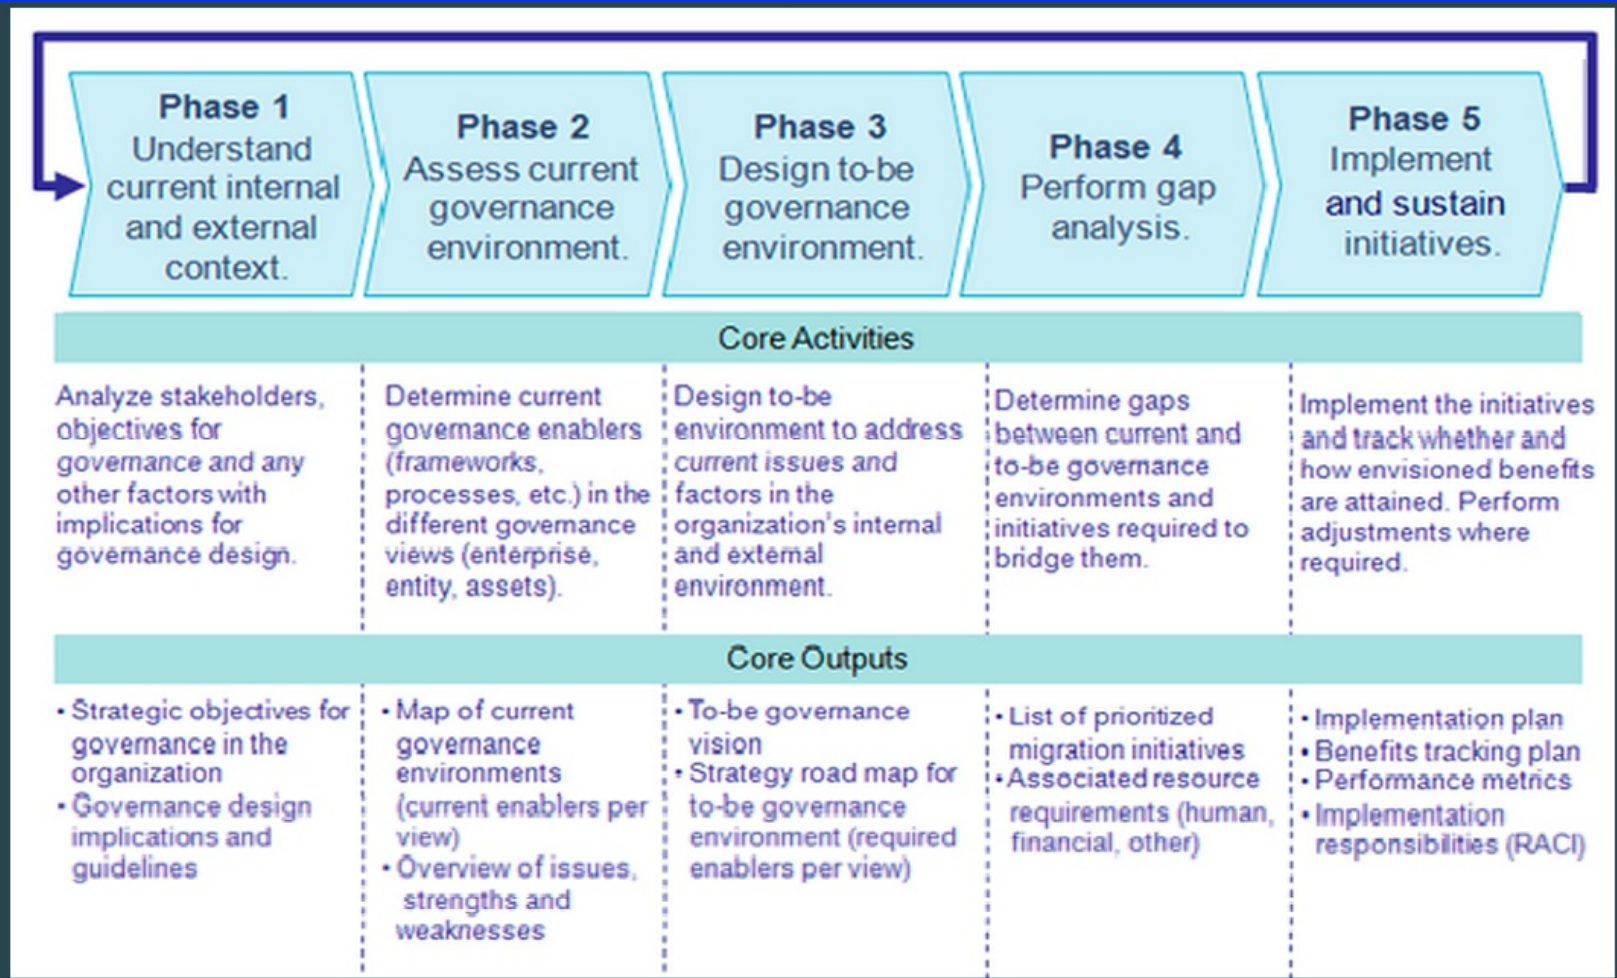 Phase 1
Understand
current internal
and external
context.
Phase 2
Assess current
governance
environment.
Phase 3
Design to-be
governance
environment.
Phase 4
Perform gap
analysis.
Phase 5
Implement
and sustain
initiatives.
Core Activities
Analyze stakeholders,
objectives for
governance and any
other factors with
implications for
governance design.
Determine current
governance enablers
(frameworks,
processes, etc.) in the
different governance
views (enterprise,
entity, assets).
Design to-be
environment to address
current issues and
factors in the
organization's internal
and external
environment.
Determine gaps
between current and
to-be governance
environments and
initiatives required to
bridge them.
Implement the initiatives
and track whether and
how envisioned benefits
are attained. Perform
adjustments where
required.
Core Outputs
• Strategic objectives for
governance in the
organization
• Governance design
implications and
guidelines
• Map of current
governance
environments
(current enablers per
view)
• Overview of issues,
strengths and
weaknesses
• To-be governance
vision
• Strategy road map for
to-be governance
environment (required
enablers per view)
• List of prioritized
migration initiatives
• Associated resource
requirements (human,
financial, other)
• Implementation plan
• Benefits tracking plan
• Performance metrics
• Implementation
responsibilities (RACI)